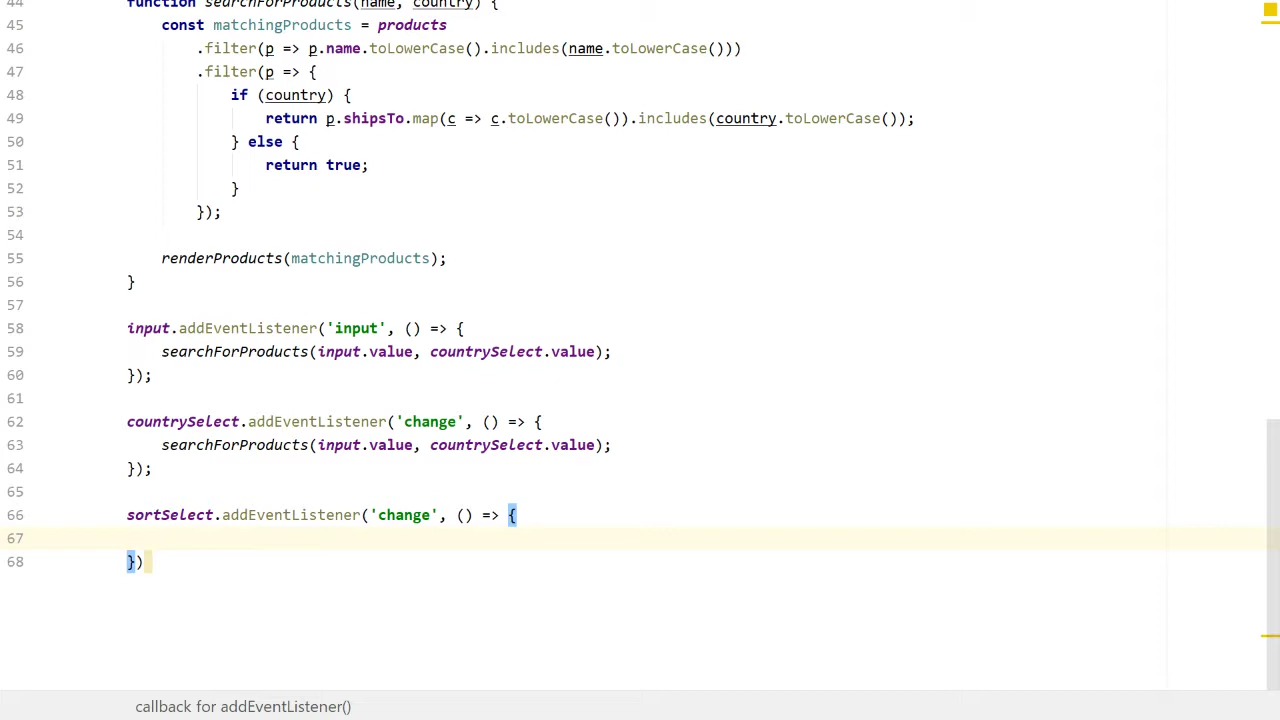 44 function searchForProducts(name, country) {
45 const matchingProducts = products
46 .filter(p => p.name.toLowerCase().includes(name.toLowerCase()))
47 .filter(p => {
48 if (country) {
49 return p.shipsTo.map(c => c.toLowerCase()).includes(country.toLowerCase());
50 } else {
51 return true;
52 }
53 });
54
55 renderProducts(matchingProducts);
56 }
57
58 input.addEventListener('input', () => {
59 searchForProducts(input.value, countrySelect.value);
60 });
61
62 countrySelect.addEventListener('change', () => {
63 searchForProducts(input.value, countrySelect.value);
64 });
65
66 sortSelect.addEventListener('change', () => {
67
68 })
callback for addEventListener()